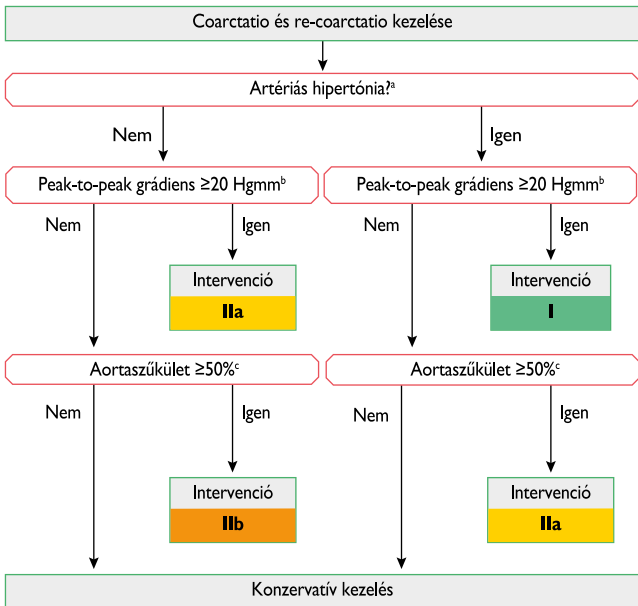 Coarctatio és re-coarctatio kezelése
Artériás hipertónia?ᵃ
Nem
Igen
Peak-to-peak grádiens ≥20 Hgmmᵇ
Peak-to-peak grádiens ≥20 Hgmmᵇ
Nem
Igen
Nem
Igen
Intervenció
IIa
Intervenció
I
Aortaszűkület ≥50%ᶜ
Aortaszűkület ≥50%ᶜ
Nem
Igen
Nem
Igen
Intervenció
IIb
Intervenció
IIa
Konzervatív kezelés